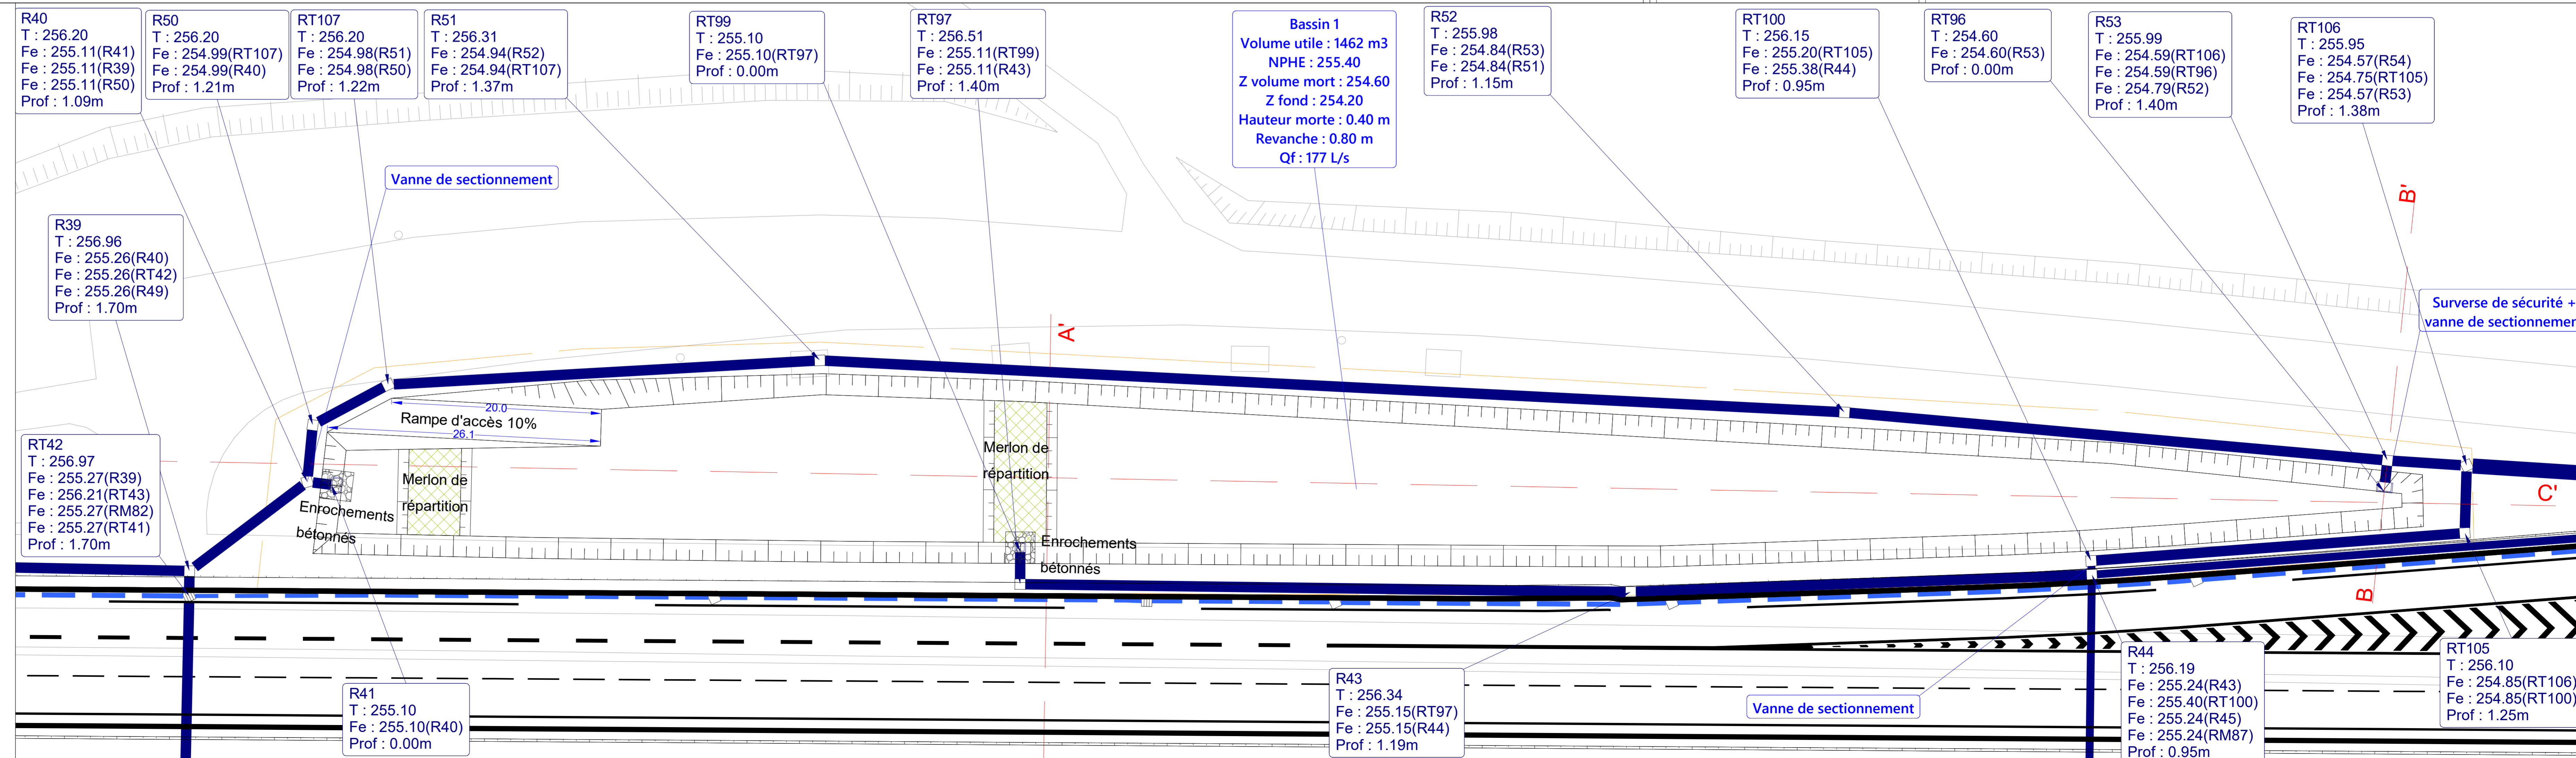 R40
T : 256.20
Fe : 255.11(R41)
Fe : 255.11(R39)
Fe : 255.11(R50)
Prof : 1.09m
R50
T : 256.20
Fe : 254.99(RT107)
Fe : 254.99(R40)
Prof : 1.21m
RT107
T : 256.20
Fe : 254.98(R51)
Fe : 254.98(R50)
Prof : 1.22m
R51
T : 256.31
Fe : 254.94(R52)
Fe : 254.94(RT107)
Prof : 1.37m
RT99
T : 255.10
Fe : 255.10(RT97)
Prof : 0.00m
RT97
T : 256.51
Fe : 255.11(RT99)
Fe : 255.11(R43)
Prof : 1.40m
Bassin 1
Volume utile : 1462 m3
NPHE : 255.40
Z volume mort : 254.60
Z fond : 254.20
Hauteur morte : 0.40 m
Revanche : 0.80 m
Qf : 177 L/s
R52
T : 255.98
Fe : 254.84(R53)
Fe : 254.84(R51)
Prof : 1.15m
RT100
T : 256.15
Fe : 255.20(RT105)
Fe : 255.38(R44)
Prof : 0.95m
RT96
T : 254.60
Fe : 254.60(R53)
Prof : 0.00m
R53
T : 255.99
Fe : 254.59(RT106)
Fe : 254.59(RT96)
Fe : 254.79(R52)
Prof : 1.40m
RT106
T : 255.95
Fe : 254.57(R54)
Fe : 254.75(RT105)
Fe : 254.57(R53)
Prof : 1.38m
Vanne de sectionnement
B'
R39
T : 256.96
Fe : 255.26(R40)
Fe : 255.26(RT42)
Fe : 255.26(R49)
Prof : 1.70m
A'
Surverse de sécurité +
vanne de sectionnemen
20.0
Rampe d'accès 10%
26.1
RT42
T : 256.97
Fe : 255.27(R39)
Fe : 256.21(RT43)
Fe : 255.27(RM82)
Fe : 255.27(RT41)
Prof : 1.70m
Merlon de
répartition
Merlon de
répartition
C'
Enrochements
bétonnés
Enrochements
bétonnés
B
R41
T : 255.10
Fe : 255.10(R40)
Prof : 0.00m
R43
T : 256.34
Fe : 255.15(RT97)
Fe : 255.15(R44)
Prof : 1.19m
Vanne de sectionnement
R44
T : 256.19
Fe : 255.24(R43)
Fe : 255.40(RT100)
Fe : 255.24(R45)
Fe : 255.24(RM87)
Prof : 0.95m
RT105
T : 256.10
Fe : 254.85(RT106)
Fe : 254.85(RT100)
Prof : 1.25m